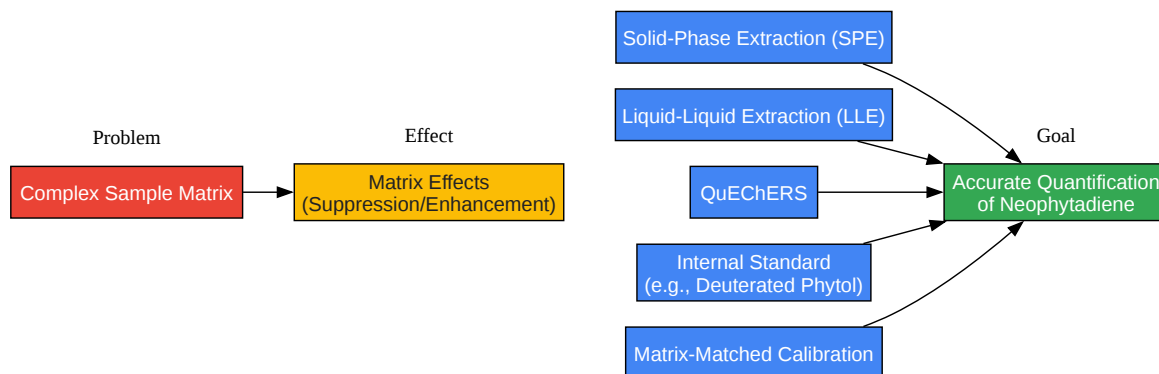 Problem
Complex Sample Matrix
Effect
Matrix Effects
(Suppression/Enhancement)
Solid-Phase Extraction (SPE)
Liquid-Liquid Extraction (LLE)
QuEChERS
Internal Standard
(e.g., Deuterated Phytol)
Matrix-Matched Calibration
Goal
Accurate Quantification
of Neophytadiene